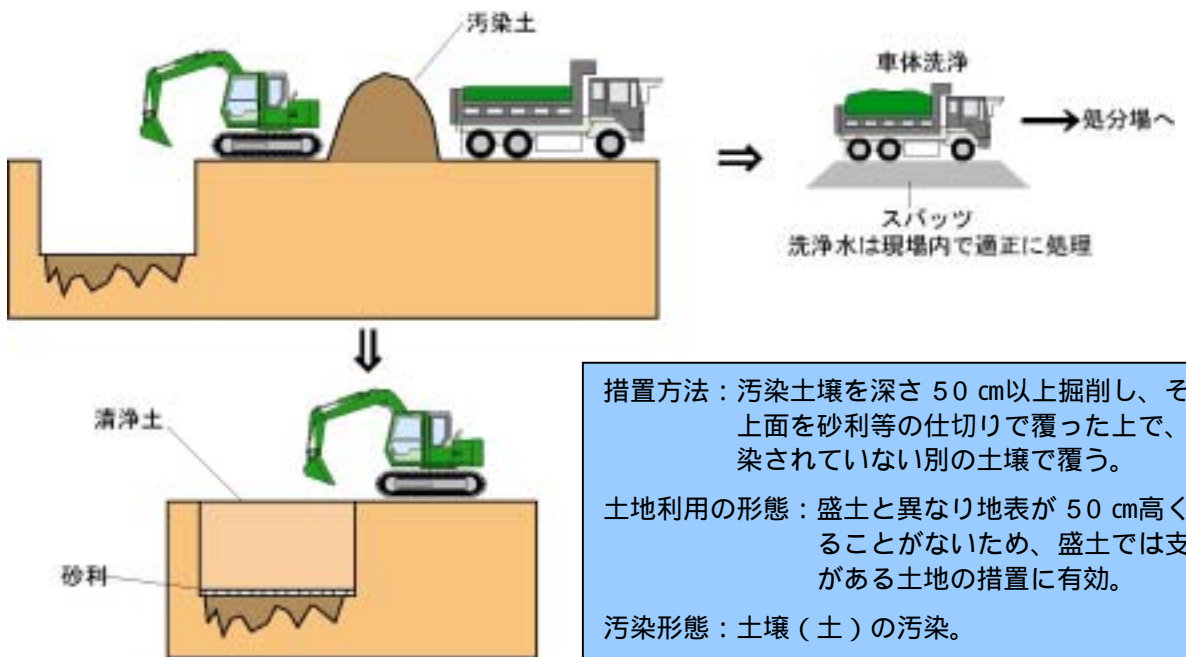 汚染土
車体洗浄
処分場へ
スパッツ
洗浄水は現場内で適正に処理
清浄土
砂利
措置方法：汚染土壌を深さ 50 ㎝以上掘削し、そ
上面を砂利等の仕切りで覆った上で、
染されていない別の土壌で覆う。
土地利用の形態：盛土と異なり地表が 50 ㎝高く
ることがないため、盛土では支
がある土地の措置に有効。
汚染形態：土壌（土）の汚染。